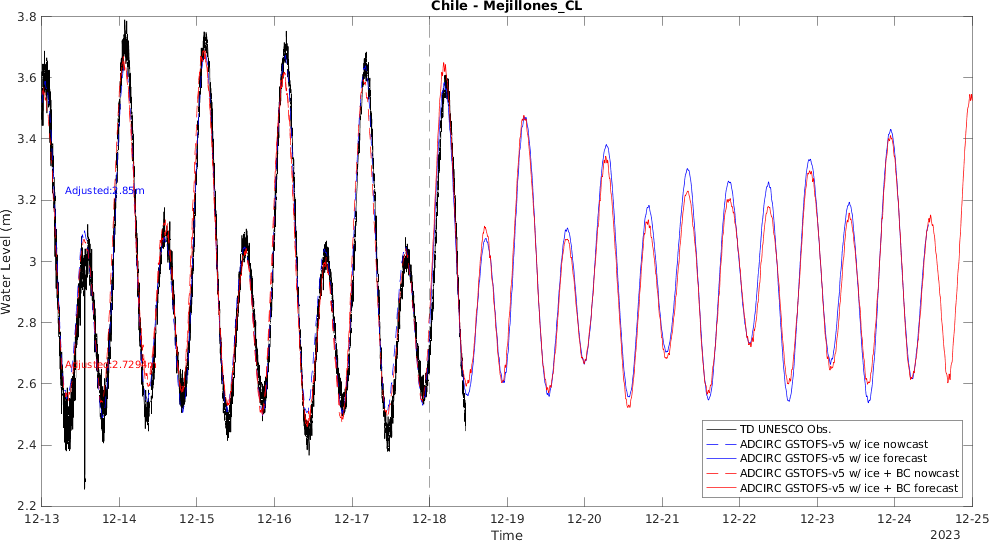 Chile - Mejillones_CL
3.8
3.6
3.4
3.2
3
2.8
2.6
2.4
2.2
Water Level (m)
Adjusted:2.85m
Adjusted:2.7294m
TD UNESCO Obs.
ADCIRC GSTOFS-v5 w/ ice nowcast
ADCIRC GSTOFS-v5 w/ ice forecast
ADCIRC GSTOFS-v5 w/ ice + BC nowcast
ADCIRC GSTOFS-v5 w/ ice + BC forecast
12-13 12-14 12-15 12-16 12-17 12-18 12-19 12-20 12-21 12-22 12-23 12-24 12-25
Time
2023